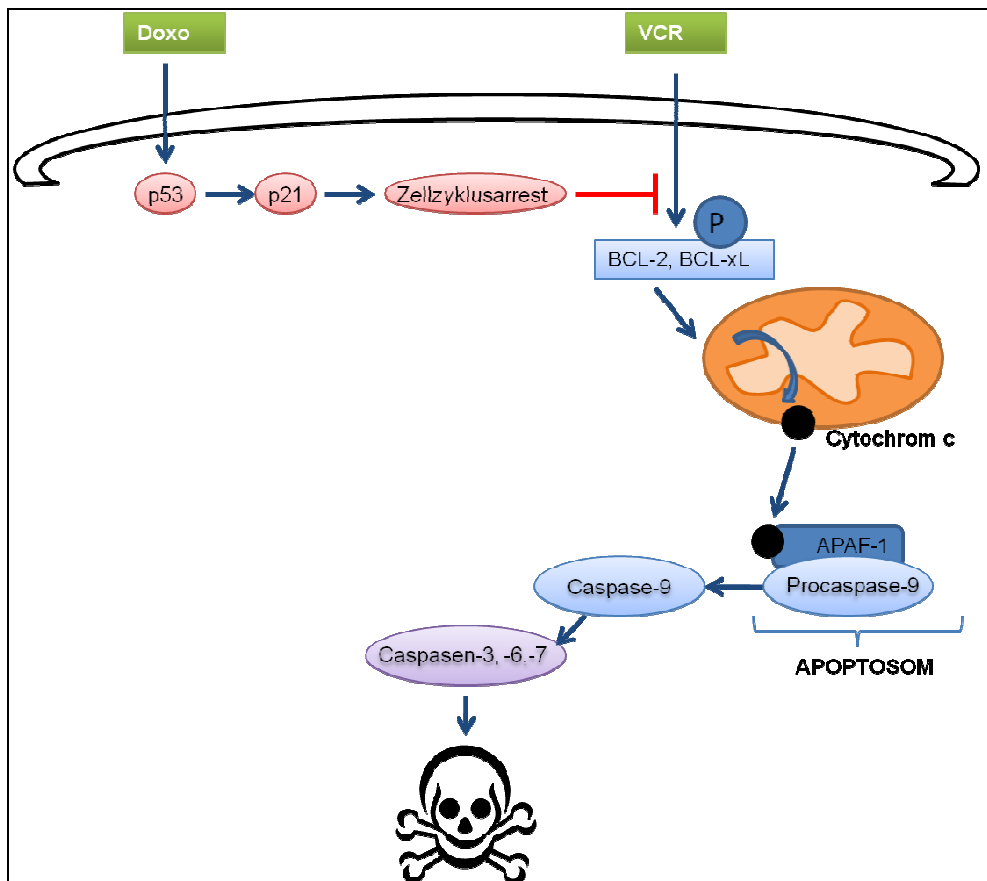 Doxo
VCR
p53
p21
Zellzyklusarrest
P
BCL-2, BCL-xL
Cytochrom c
APAF-1
Procaspase-9
Caspase-9
Caspasen-3, -6,-7
APOPTOSOM